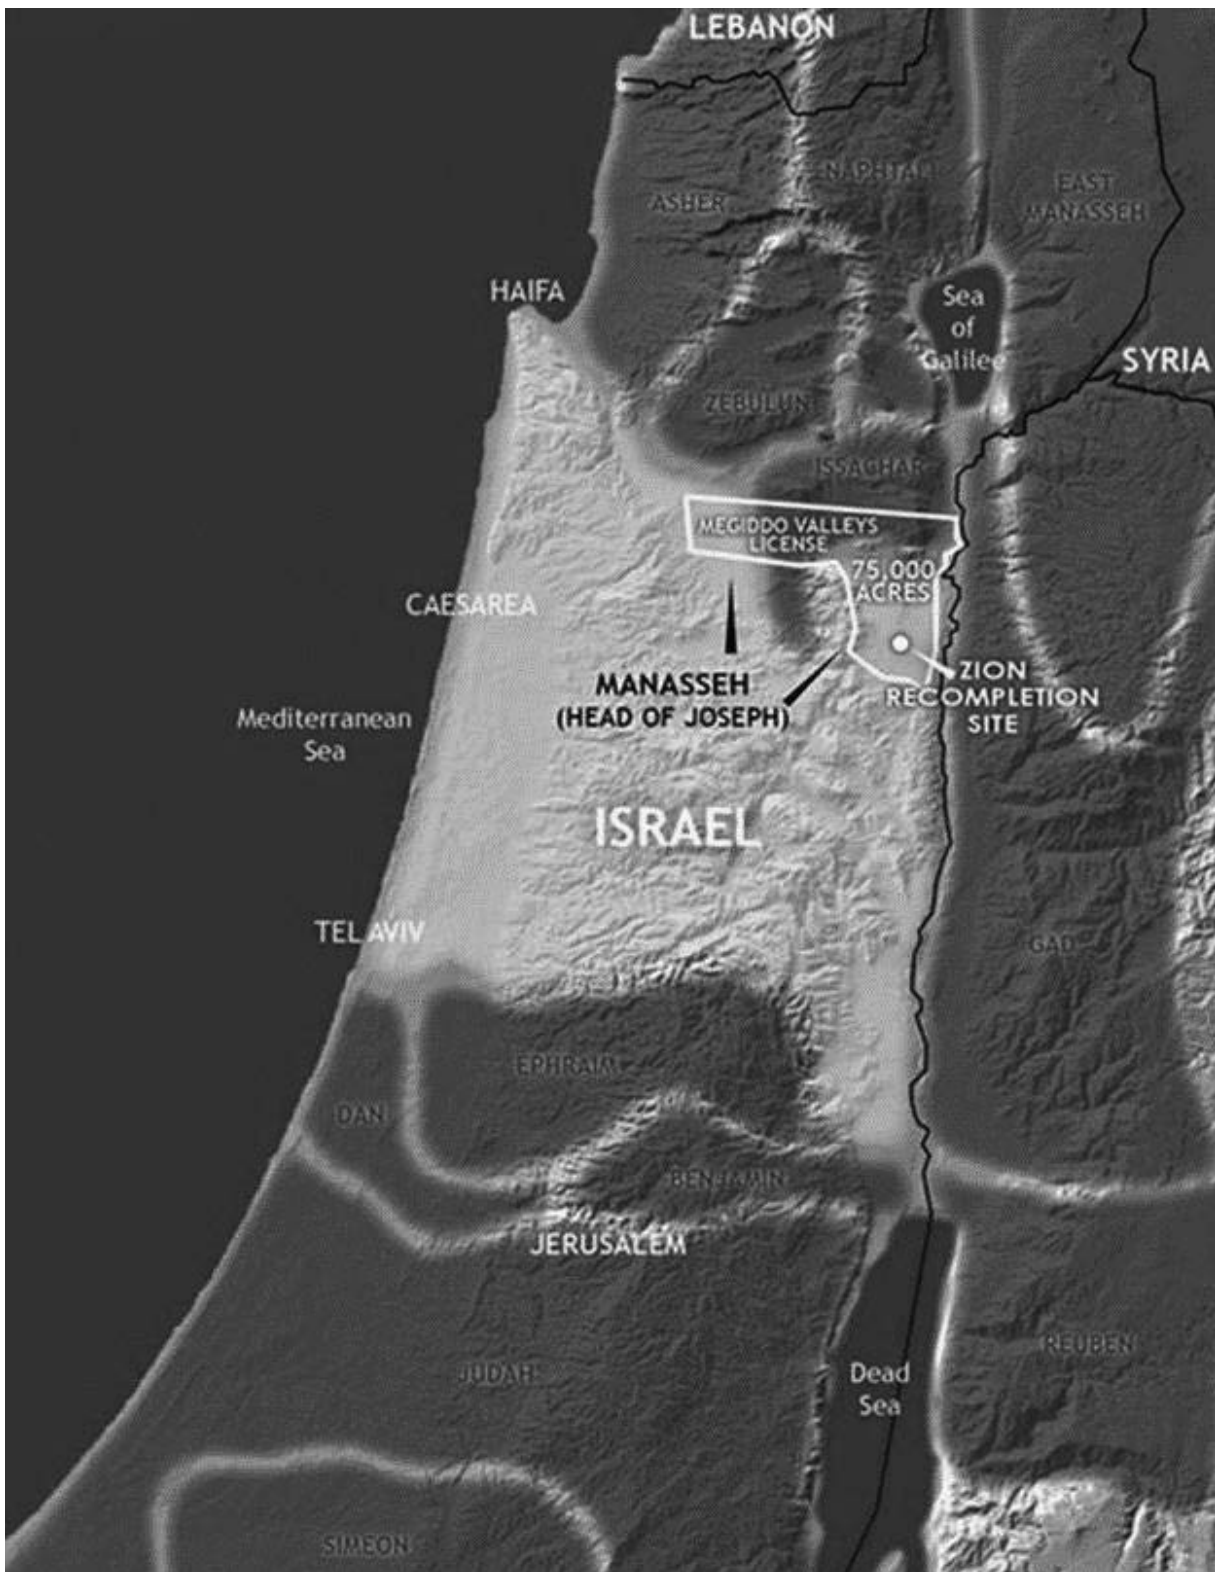 LEBANON
NAPHTALI
ASHER
EAST
MANASSEH
HAIFA
Sea
of
Galilee
SYRIA
ZEBULUN
ISSACHAR
MEGIDDO VALLEYS
LICENSE
75,000
ACRES
CAESAREA
ZION
RECOMPLETION
SITE
MANASSEH
(HEAD OF JOSEPH)
Mediterranean
Sea
ISRAEL
TEL AVIV
GAD
EPHRAIM
DAN
BENJAMIN
JERUSALEM
REUBEN
JUDAH
Dead
Sea
SIMEON